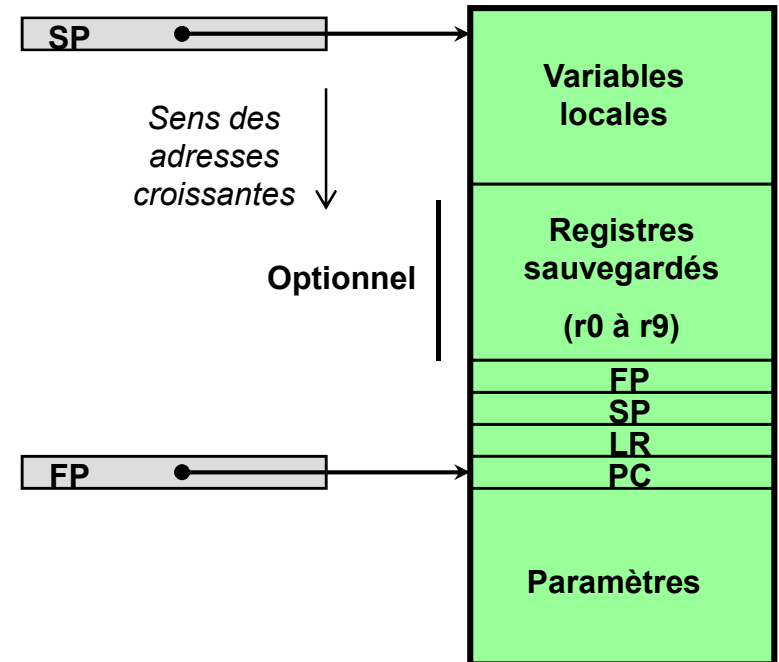 SP
Variables
locales
Sens des
adresses
croissantes
Optionnel
Registres
sauvegardés
(r0 à r9)
FP
SP
LR
FP
PC
Paramètres